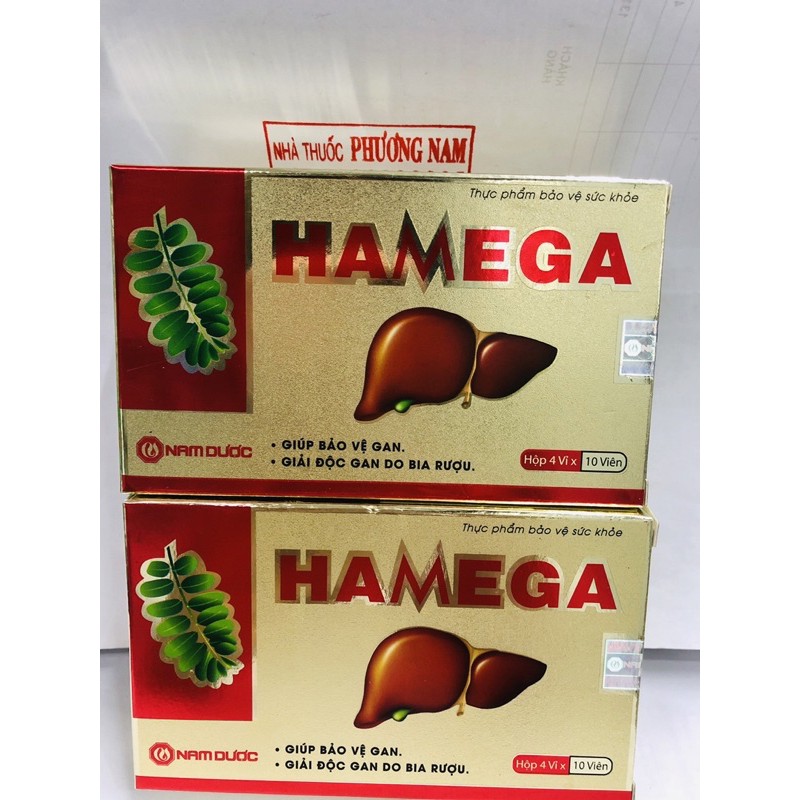 HÀNG
KHÁCH
NHÀ THUỐC PHƯƠNG NAM
Thực phẩm bảo vệ sức khỏe
HAMEGA
NAM DƯỢC
• GIÚP BẢO VỆ GAN.
• GIẢI ĐỘC GAN DO BIA RƯỢU.
Hộp 4 Vỉ x 10 Viên
Thực phẩm bảo vệ sức khỏe
HAMEGA
NAM DƯỢC
• GIÚP BẢO VỆ GAN.
• GIẢI ĐỘC GAN DO BIA RƯỢU.
Hộp 4 Vỉ x 10 Viên